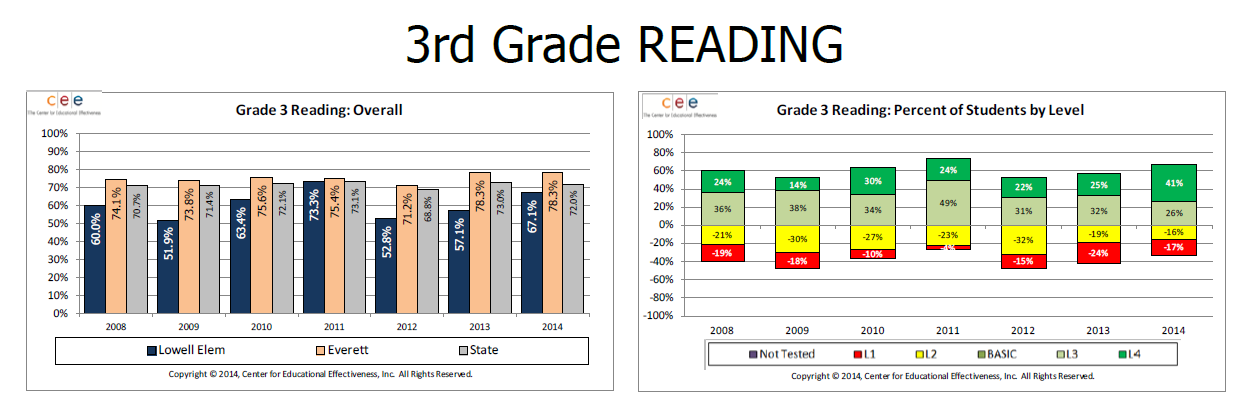 3rd Grade READING
cee
The Center for Educational Effectiveness
Grade 3 Reading: Overall
100%
90%
80%
70%
60%
50%
40%
30%
20%
10%
0%
60.0% 74.1% 70.7%
51.9% 73.8% 71.4%
63.4% 75.6% 72.1%
73.3% 75.4% 73.1%
52.8% 71.2% 68.8%
57.1% 78.3% 73.0%
67.1% 78.3% 72.0%
2008 2009 2010 2011 2012 2013 2014
Lowell Elem Everett State
Copyright © 2014, Center for Educational Effectiveness, Inc. All Rights Reserved.
cee
The Center for Educational Effectiveness
Grade 3 Reading: Percent of Students by Level
100%
80%
60%
40%
20%
0%
-20%
-40%
-60%
-80%
-100%
24% 14% 30% 24% 22% 25% 41%
36% 38% 34% 49% 31% 32% 26%
-21% -30% -27% -23% -32% -19% -16%
-19% -18% -10% -4% -15% -24% -17%
2008 2009 2010 2011 2012 2013 2014
Not Tested L1 L2 BASIC L3 L4
Copyright © 2014, Center for Educational Effectiveness, Inc. All Rights Reserved.